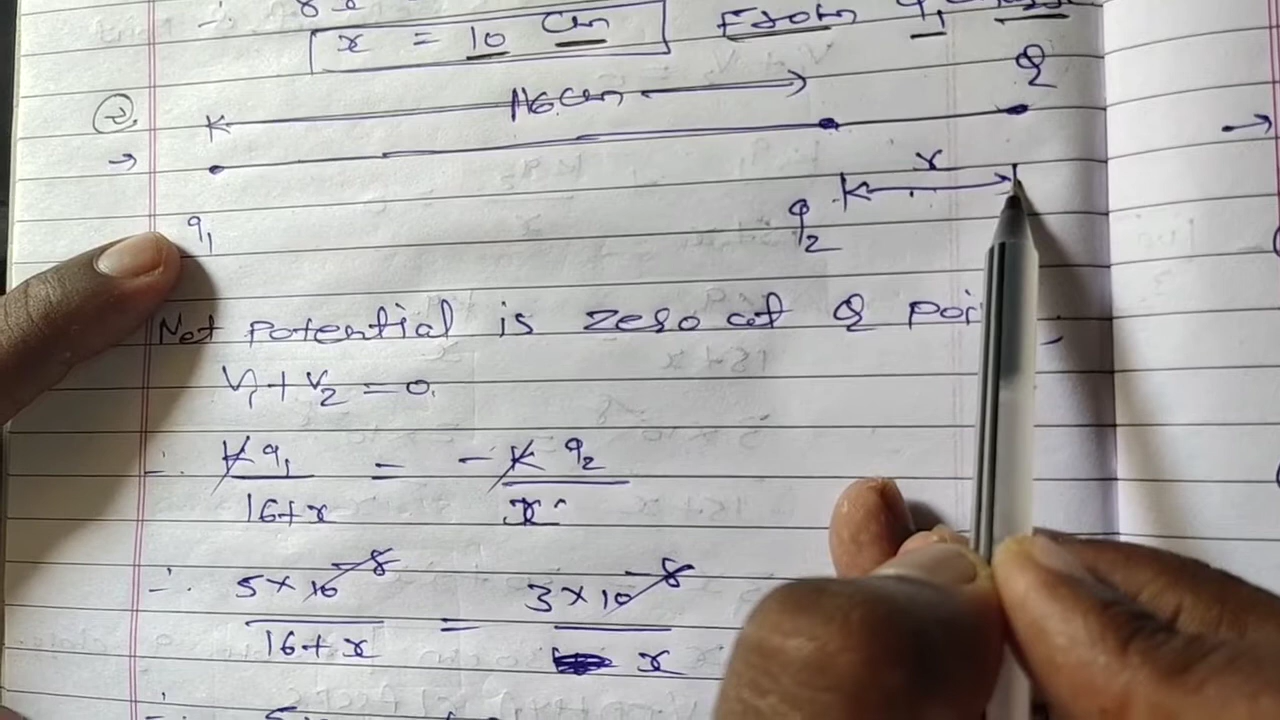 x = 10 cm From q1
2.
16 cm
Q
x
q1
q2
Net potential is zero at Q
V1 + V2 = 0.
∴ K q1 / 16+x = - K q2 / x
∴ 5 × 10-8 / 16+x = 3 × 10-8 / x